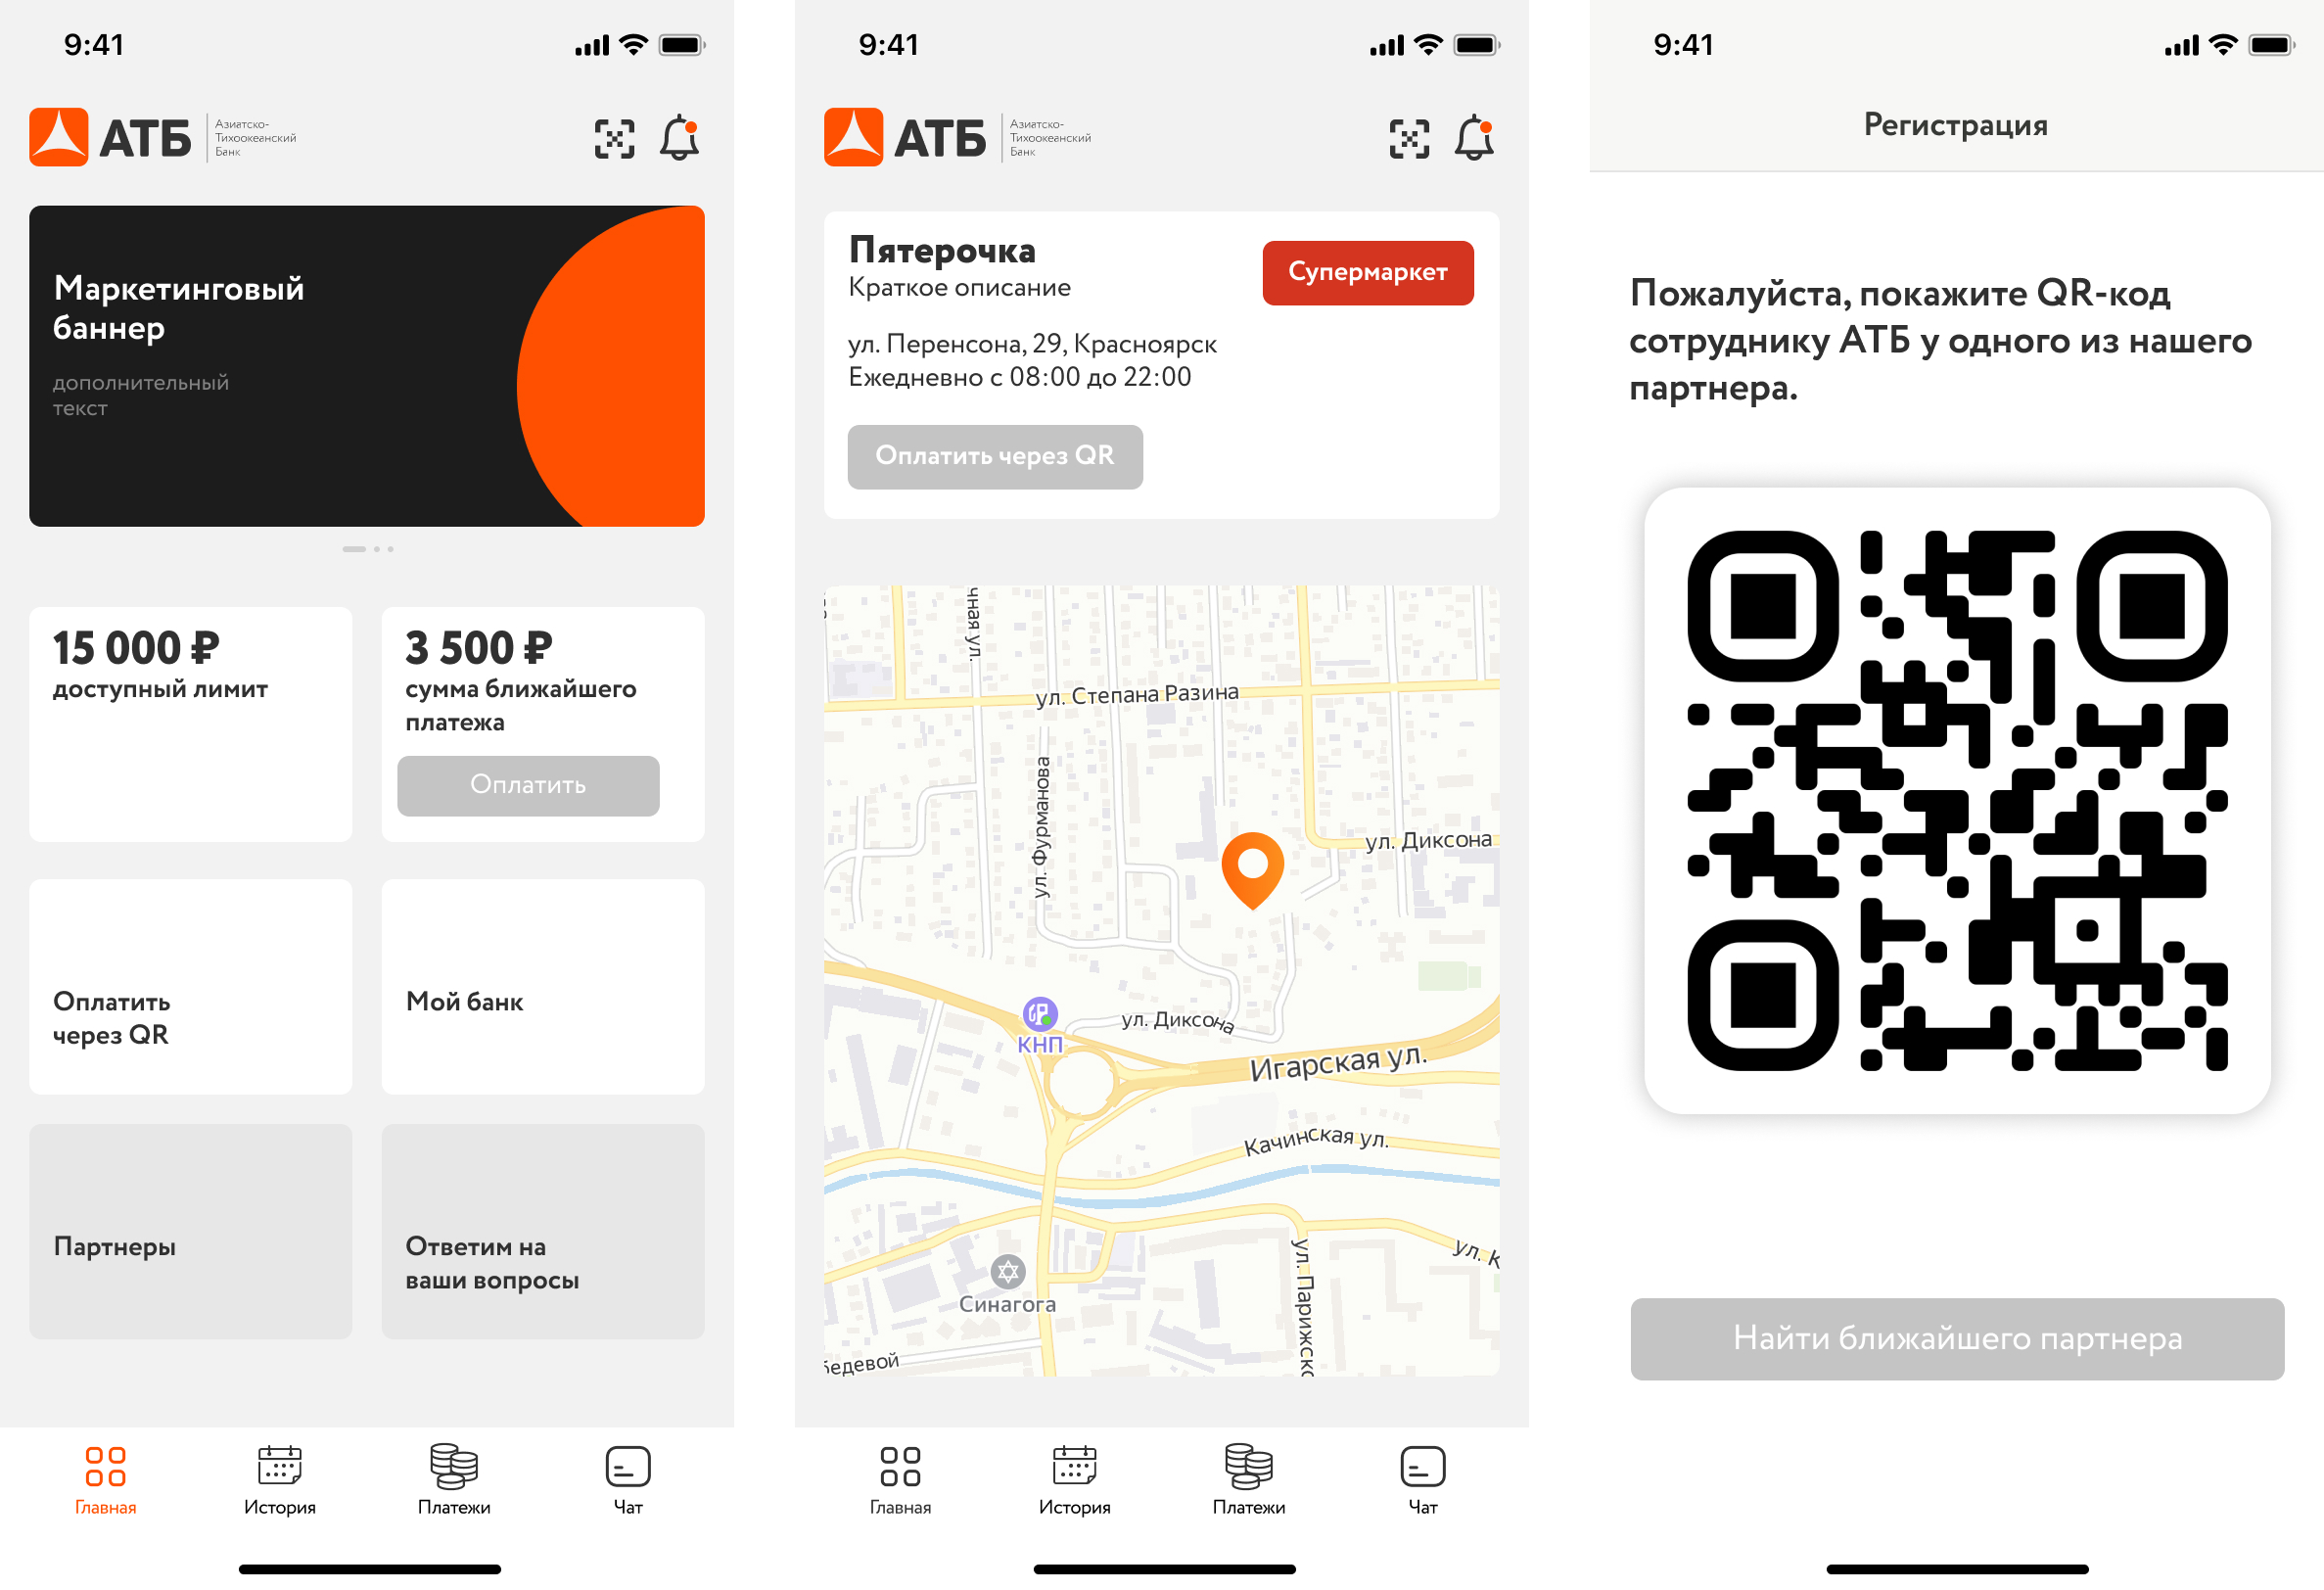 9:41
АТБ
Азиатско-
Тихоокеанский
Банк
Маркетинговый
баннер
дополнительный
текст
15 000 ₽
доступный лимит
3 500 ₽
сумма ближайшего
платежа
Оплатить
Оплатить
через QR
Мой банк
Партнеры
Ответим на
ваши вопросы
Главная
История
Платежи
Чат
9:41
АТБ
Азиатско-
Тихоокеанский
Банк
Пятерочка
Супермаркет
Краткое описание
ул. Перенсона, 29, Красноярск
Ежедневно с 08:00 до 22:00
Оплатить через QR
чная ул.
ул. Степана Разина
ул. Фурманова
ул. Диксона
ул. Диксона
КНП
Игарская ул.
Качинская ул.
ул. К
ул. Парижско
Синагога
бедевой
Главная
История
Платежи
Чат
9:41
Регистрация
Пожалуйста, покажите QR-код
сотруднику АТБ у одного из нашего
партнера.
Найти ближайшего партнера